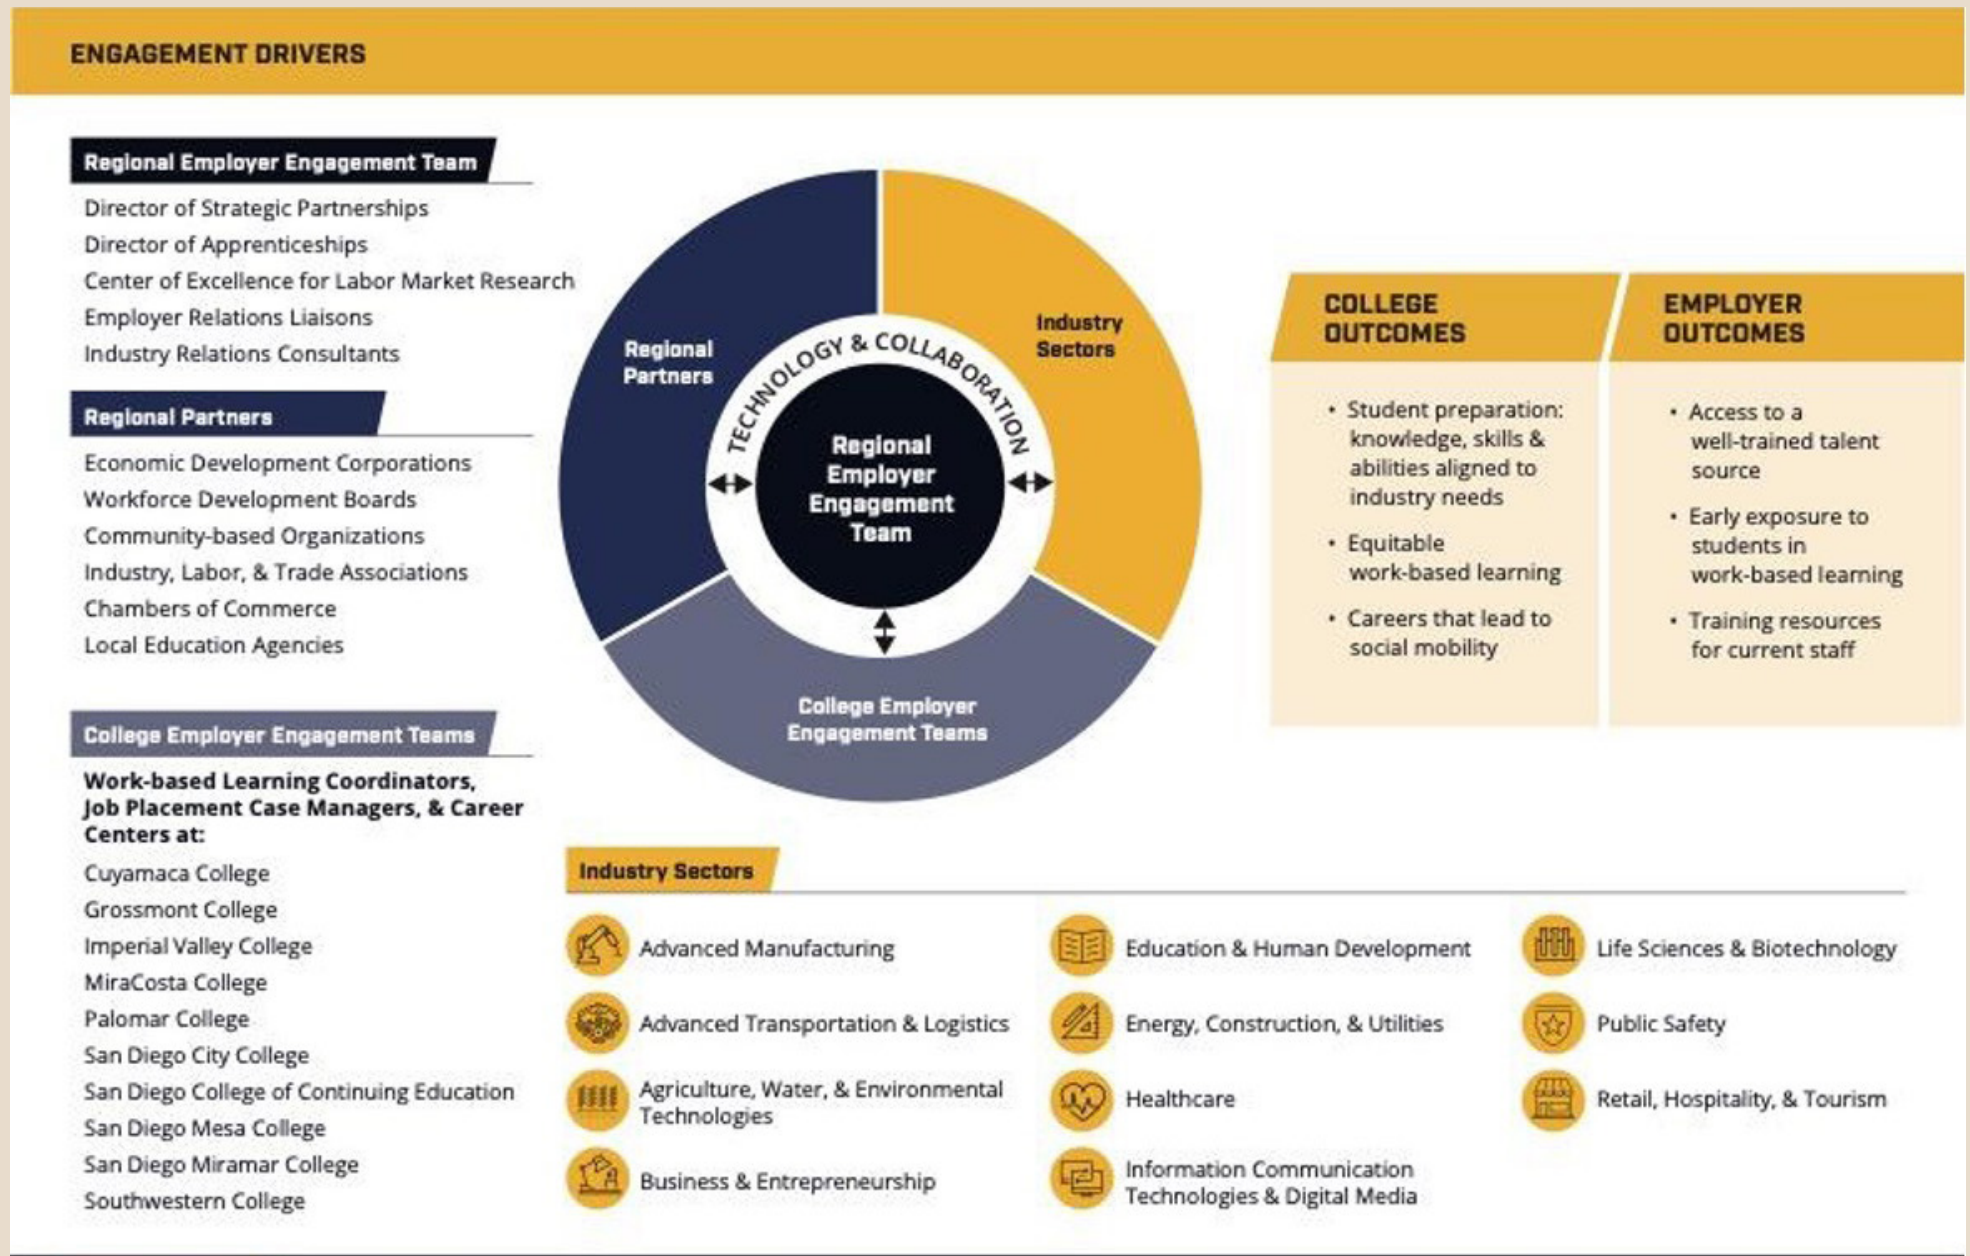 ENGAGEMENT DRIVERS
Regional Employer Engagement Team
Director of Strategic Partnerships
Director of Apprenticeships
Center of Excellence for Labor Market Research
Employer Relations Liaisons
Industry Relations Consultants
Regional Partners
Economic Development Corporations
Workforce Development Boards
Community-based Organizations
Industry, Labor, & Trade Associations
Chambers of Commerce
Local Education Agencies
College Employer Engagement Teams
Work-based Learning Coordinators,
Job Placement Case Managers, & Career
Centers at:
Cuyamaca College
Grossmont College
Imperial Valley College
MiraCosta College
Palomar College
San Diego City College
San Diego College of Continuing Education
San Diego Mesa College
San Diego Miramar College
Southwestern College
Regional
Partners
Industry
Sectors
TECHNOLOGY & COLLABORATION
Regional
Employer
Engagement
Team
College Employer
Engagement Teams
COLLEGE
OUTCOMES
• Student preparation:
knowledge, skills &
abilities aligned to
industry needs
• Equitable
work-based learning
• Careers that lead to
social mobility
EMPLOYER
OUTCOMES
• Access to a
well-trained talent
source
• Early exposure to
students in
work-based learning
• Training resources
for current staff
Industry Sectors
Advanced Manufacturing
Advanced Transportation & Logistics
Agriculture, Water, & Environmental
Technologies
Business & Entrepreneurship
Education & Human Development
Energy, Construction, & Utilities
Healthcare
Information Communication
Technologies & Digital Media
Life Sciences & Biotechnology
Public Safety
Retail, Hospitality, & Tourism